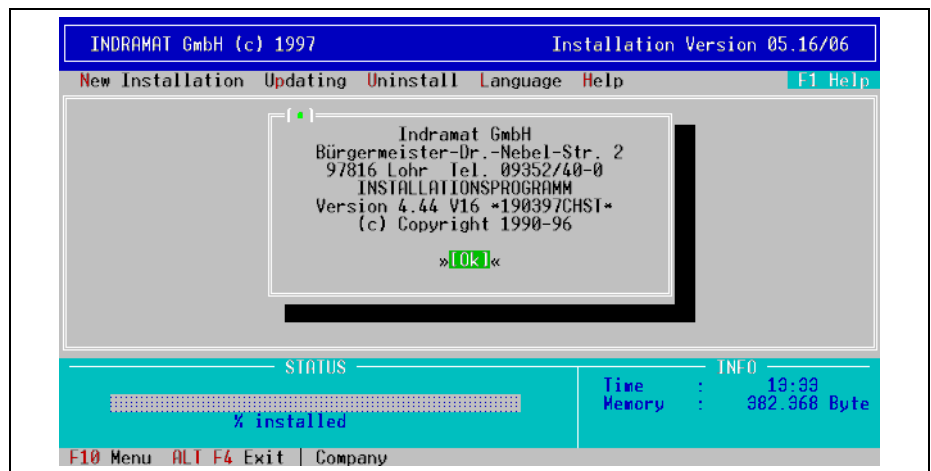 INDRAMAT GmbH (c) 1997 Installation Version 05.16/06
New Installation Updating Uninstall Language Help F1 Help
[▪]
Indramat GmbH
Bürgermeister-Dr.-Nebel-Str. 2
97816 Lohr Tel. 09352/40-0
INSTALLATIONSPROGRAMM
Version 4.44 V16 *190397CHST*
(c) Copyright 1990-96
»[Ok]«
STATUS INFO
Time : 13:33
Memory : 382.368 Byte
% installed
F10 Menu ALT F4 Exit | Company